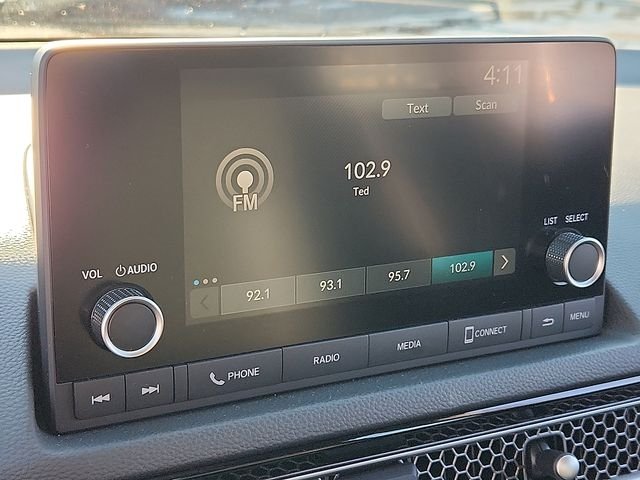 4:11
Text Scan
102.9
Ted
FM
LIST SELECT
VOL AUDIO
92.1 93.1 95.7 102.9
PHONE RADIO MEDIA CONNECT MENU